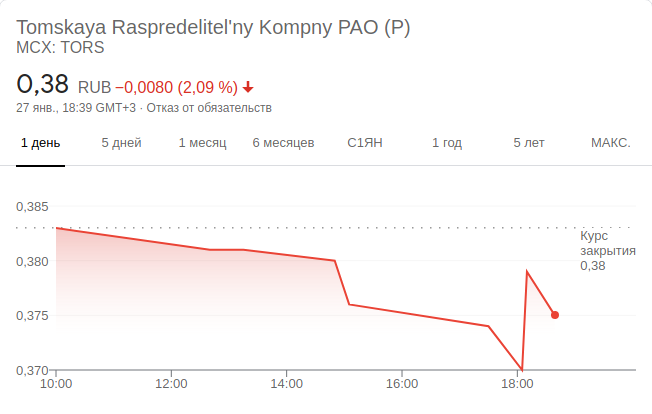 Tomskaya Raspredelitel'ny Kompny PAO (P)
MCX: TORS
0,38 RUB −0,0080 (2,09 %)
27 янв., 18:39 GMT+3 · Отказ от обязательств
1 день 5 дней 1 месяц 6 месяцев С1ЯН 1 год 5 лет МАКС.
0,385
Курс
закрытия
0,38
0,380
0,375
0,370
10:00 12:00 14:00 16:00 18:00